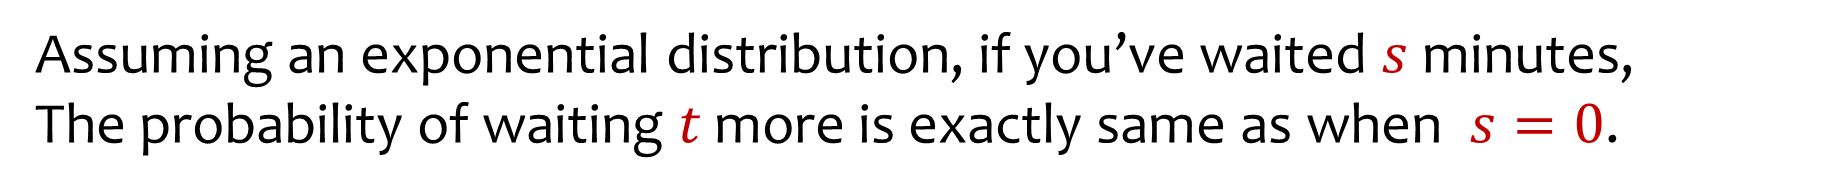 Assuming an exponential distribution, if you’ve waited s minutes,
The probability of waiting t more is exactly same as when s = 0.